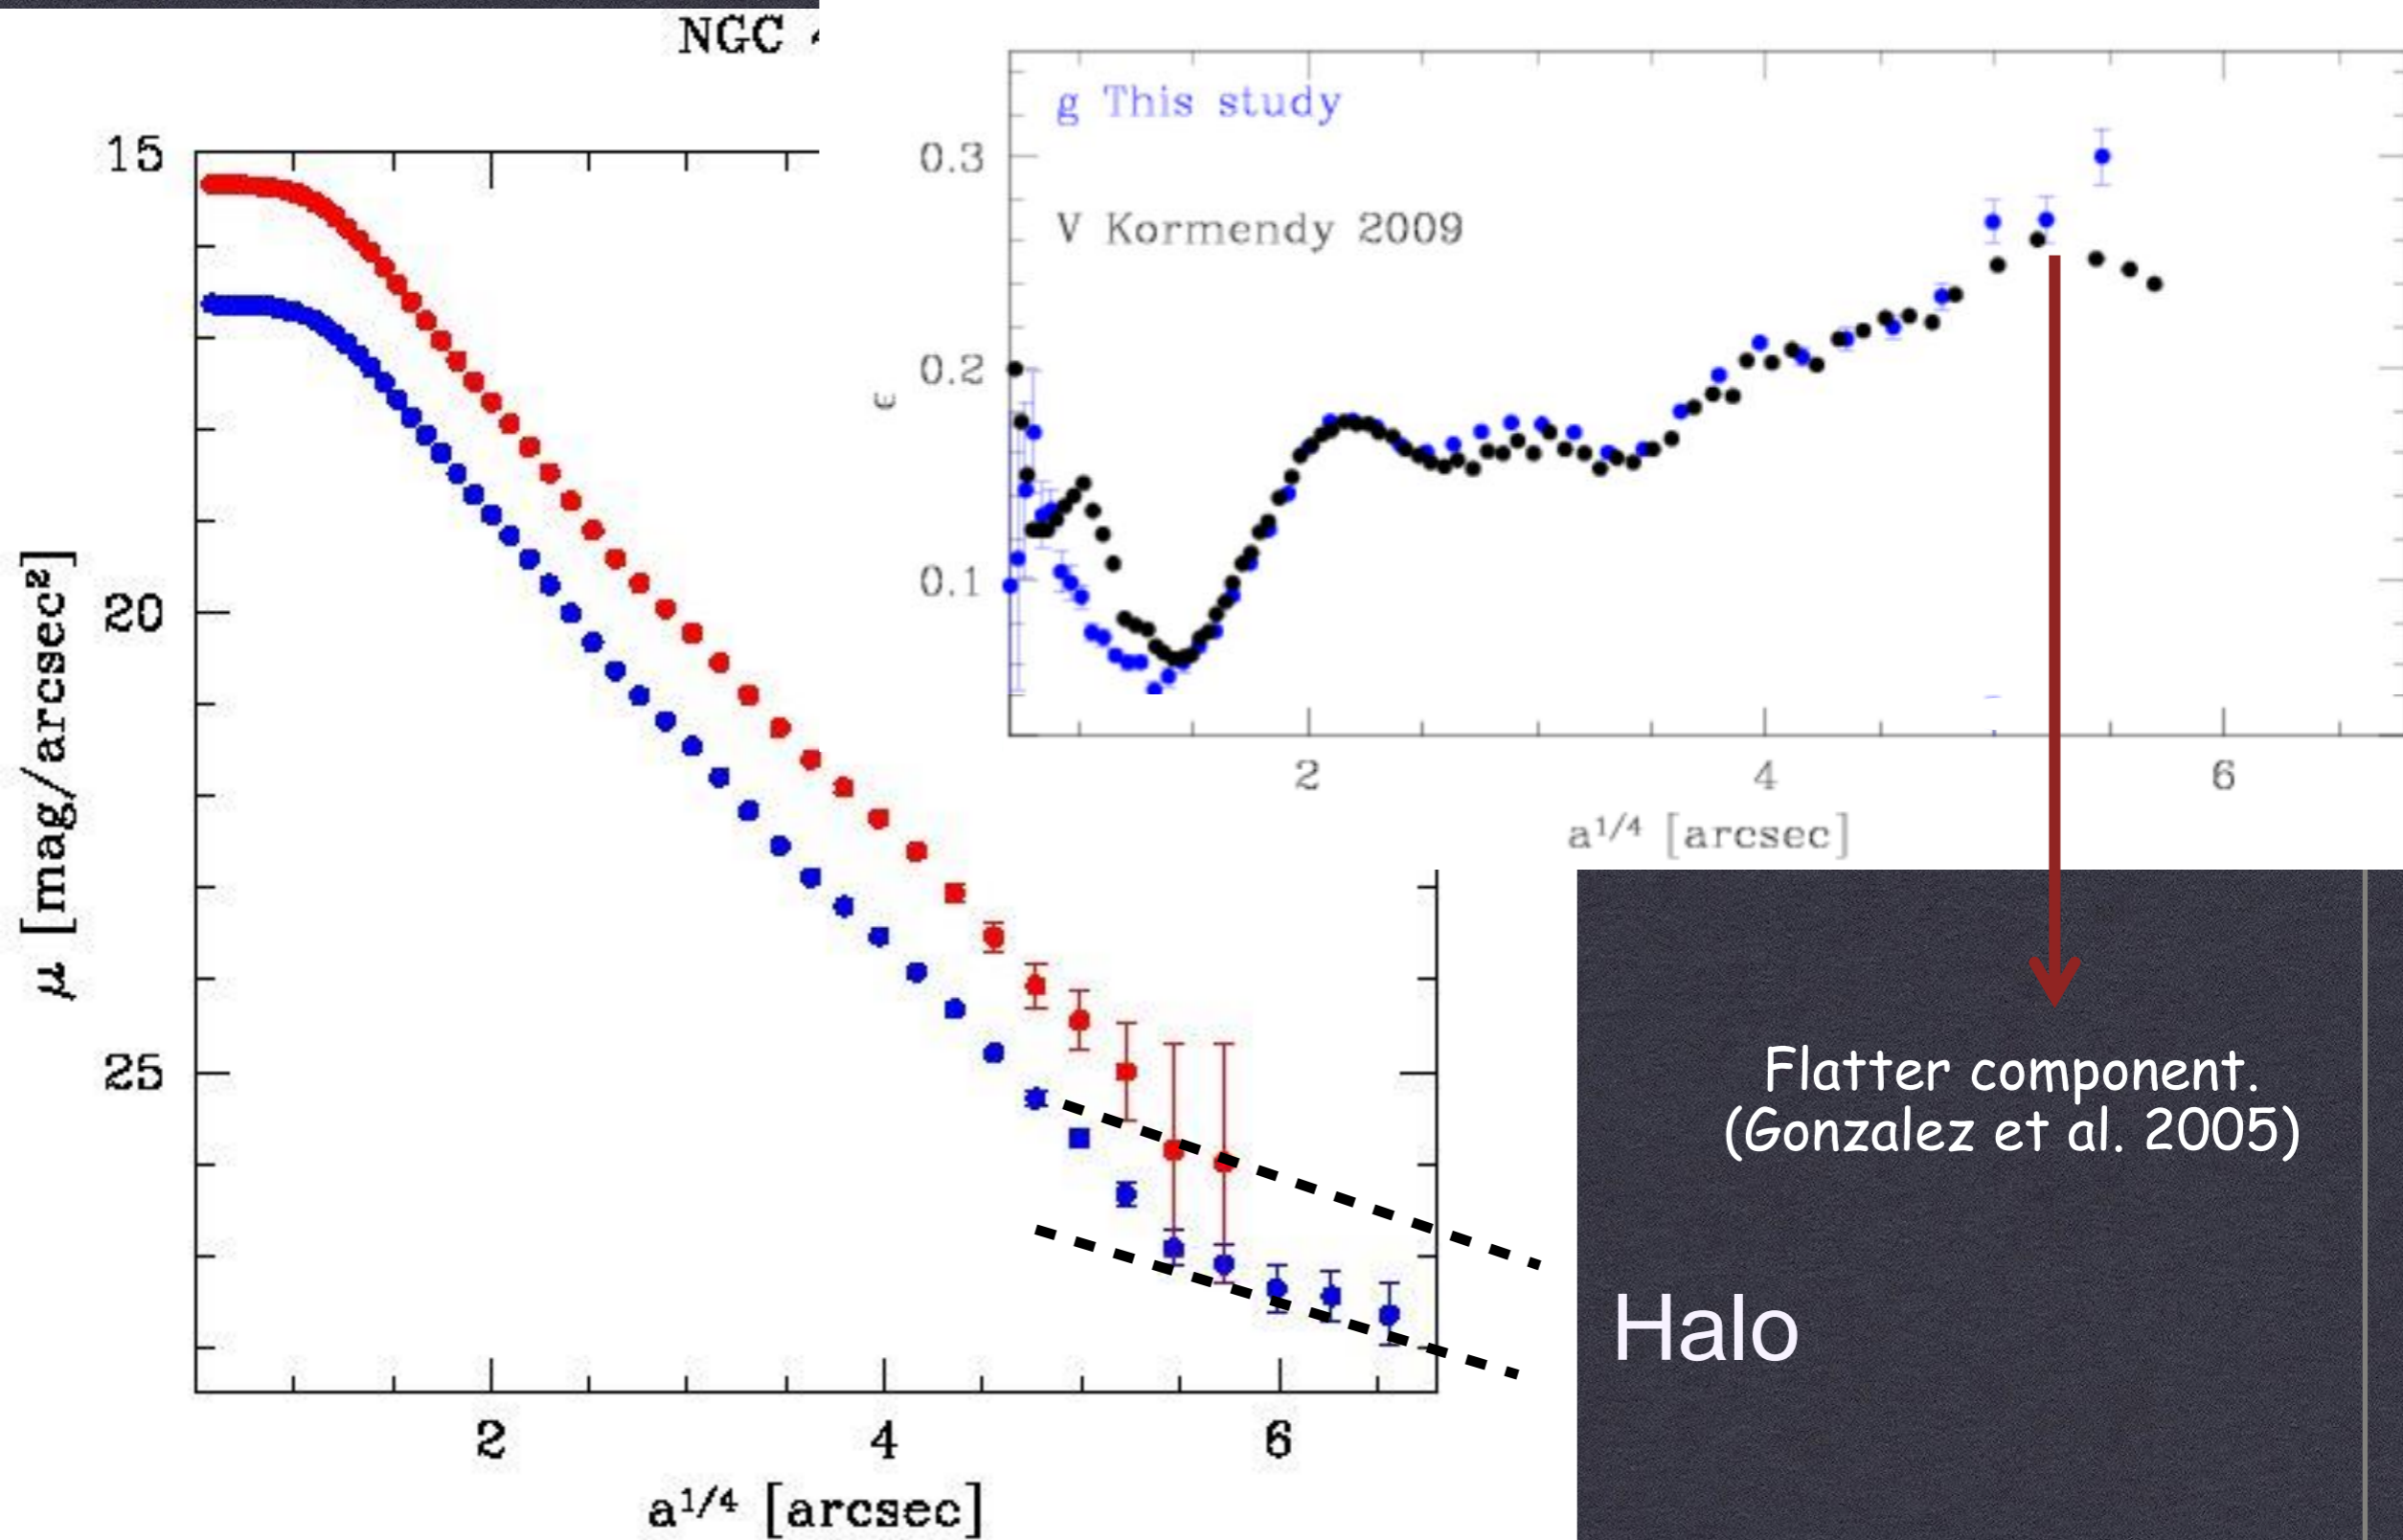 NGC
15
20
25
μ [mag/arcsec²]
2
4
6
a^1/4 [arcsec]
g This study
V Kormendy 2009
0.3
0.2
0.1
ϵ
2
4
6
a^1/4 [arcsec]
Flatter component.
(Gonzalez et al. 2005)
Halo